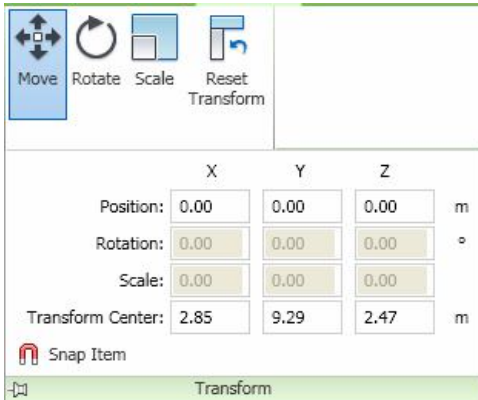 Move Rotate Scale Reset
Transform
X Y Z
Position: 0.00 0.00 0.00 m
Rotation: 0.00 0.00 0.00 °
Scale: 0.00 0.00 0.00
Transform Center: 2.85 9.29 2.47 m
Snap Item
Transform